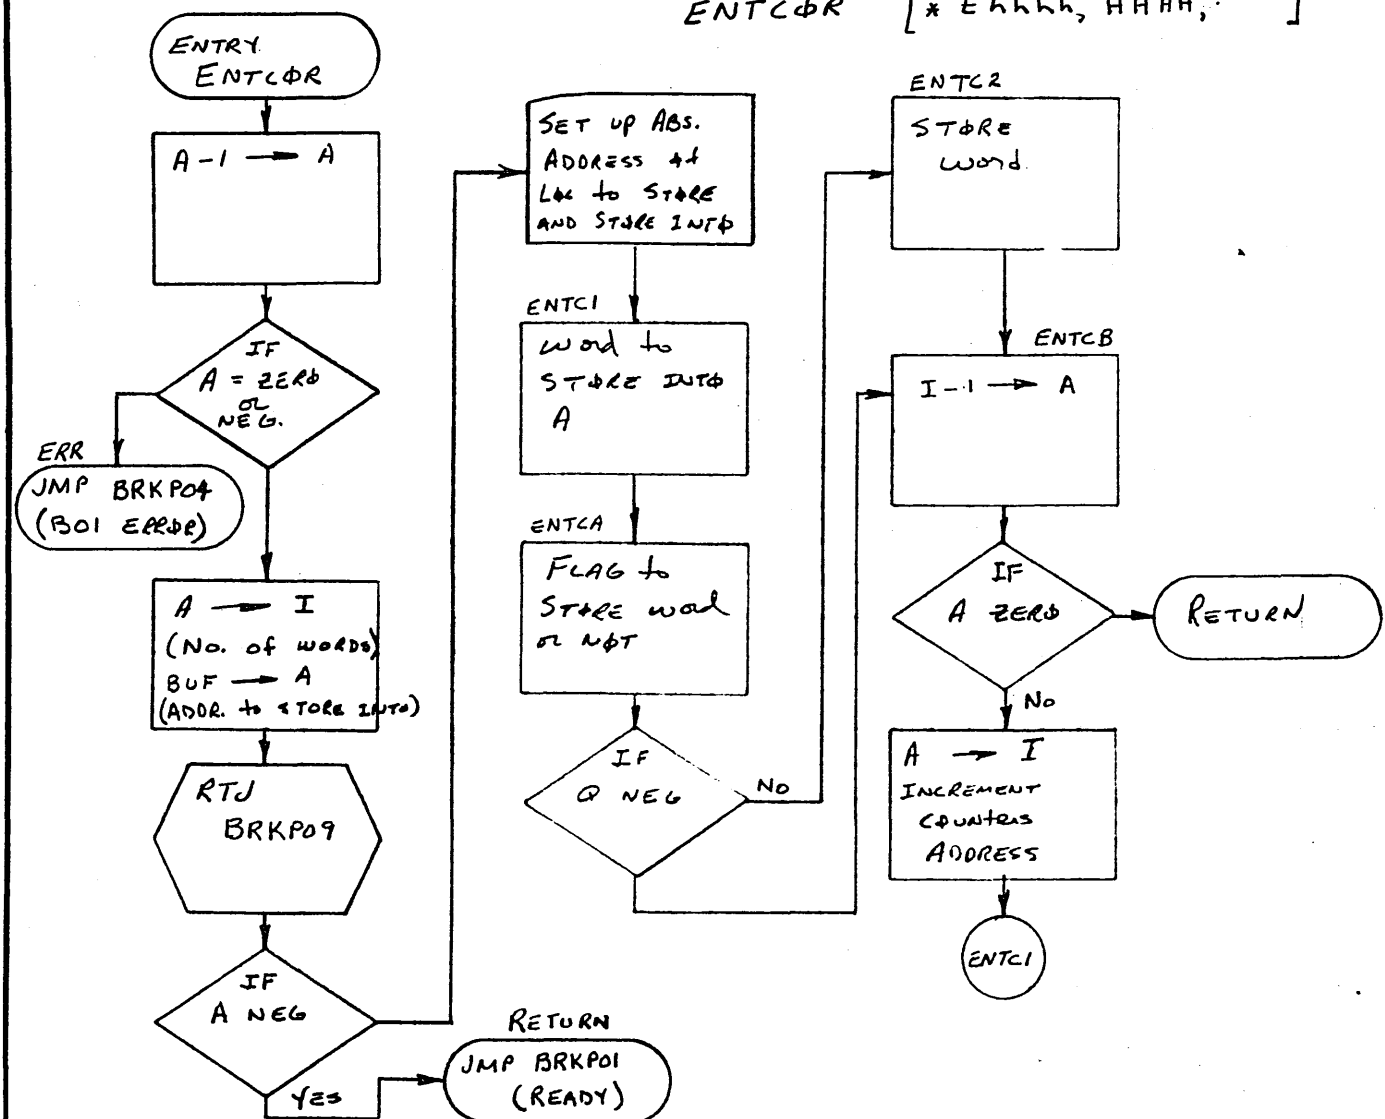 ENTCØR [* Ehhhh, HHHH, ]
ENTRY
ENTCØR
A-1 → A
IF
A = ZERØ
or
NEG.
ERR
JMP BRKP04
(B01 ERRØR)
A → I
(No. of WORDS)
BUF → A
(ADDR. to STORE INTØ)
RTJ
BRKP09
IF
A NEG
YES
RETURN
JMP BRKP01
(READY)
SET UP ABS.
ADDRESS of
LØC to STØRE
AND STØRE INTØ
ENTC1
word to
STØRE INTØ
A
ENTCA
FLAG to
STØRE word
or NØT
IF
Q NEG
No
ENTC2
STØRE
word
ENTCB
I-1 → A
IF
A ZERØ
RETURN
No
A → I
INCREMENT
CØUNTERS
ADDRESS
ENTC1